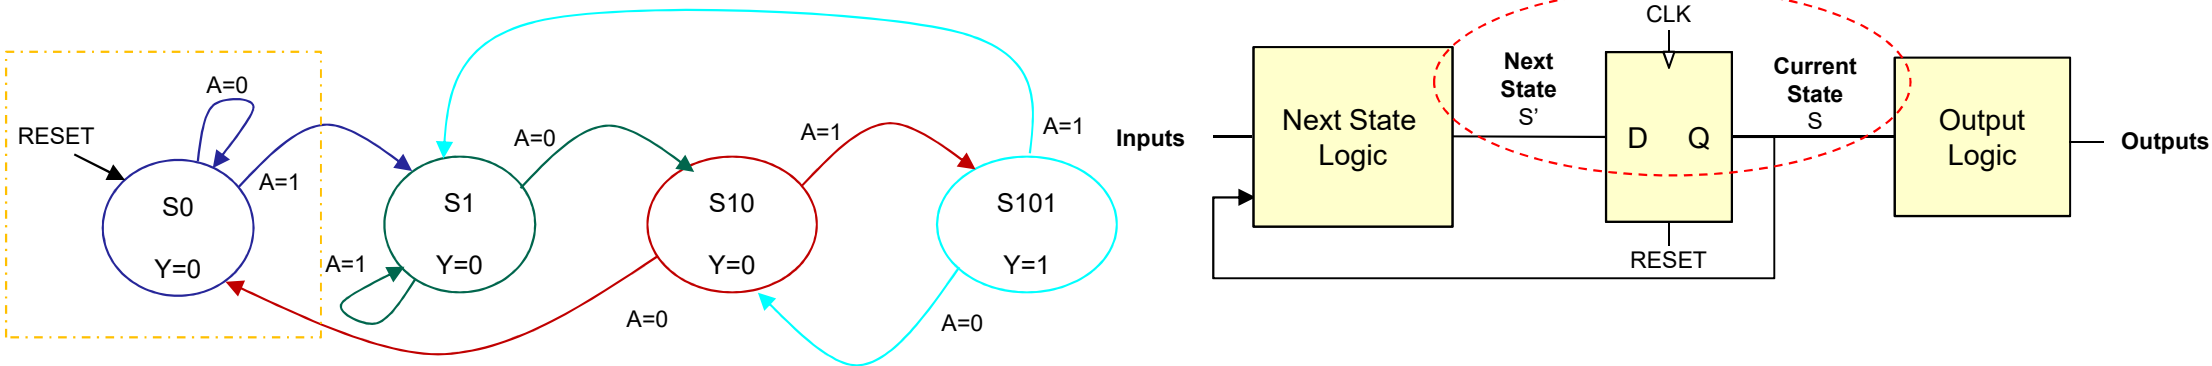 RESET
A=0
A=1
S0
Y=0
A=1
A=0
S1
Y=0
A=1
S10
Y=0
A=0
A=1
S101
Y=1
A=0
Inputs
Next State
Logic
Next
State
S’
CLK
D Q
RESET
Current
State
S
Output
Logic
Outputs